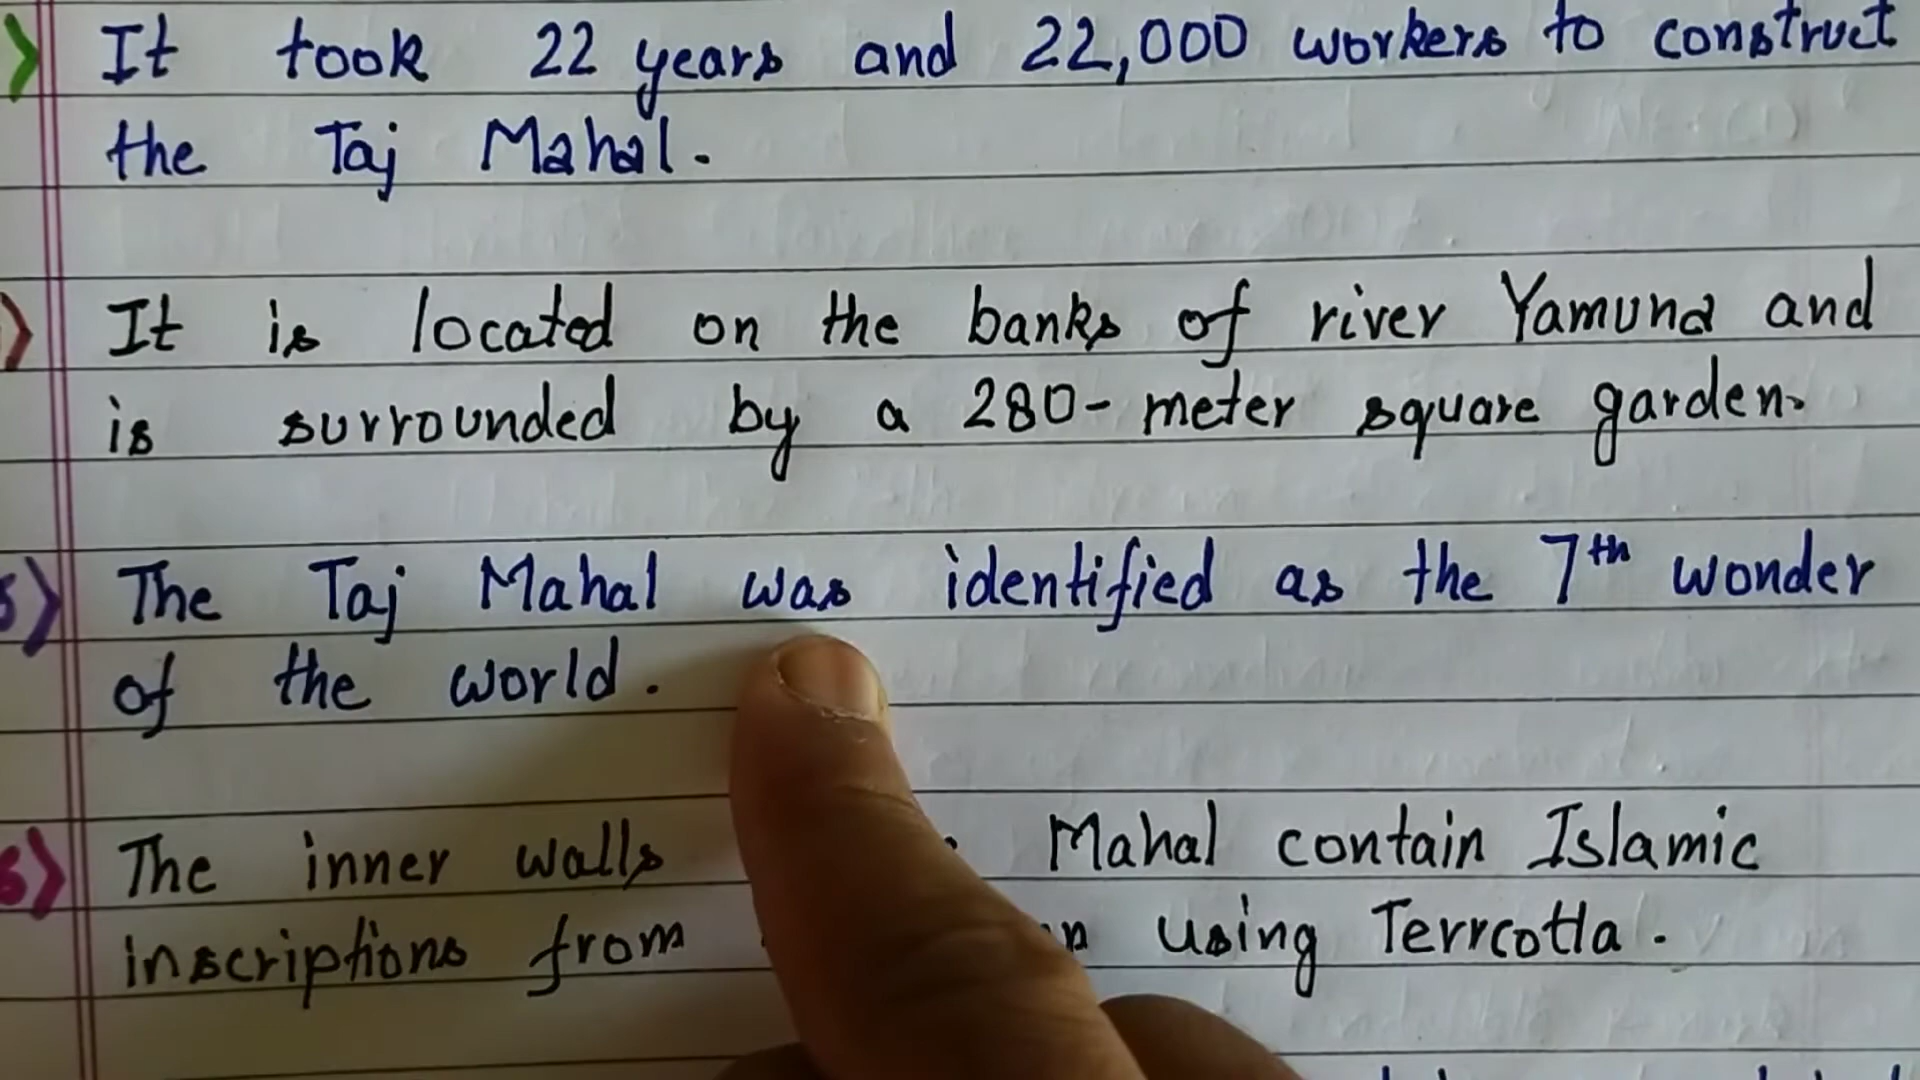 ) It took 22 years and 22,000 workers to construct
the Taj Mahal.
) It is located on the banks of river Yamuna and
is surrounded by a 280-meter square garden.
5) The Taj Mahal was identified as the 7th wonder
of the world.
6) The inner walls Mahal contain Islamic
inscriptions from using Terrcotta.